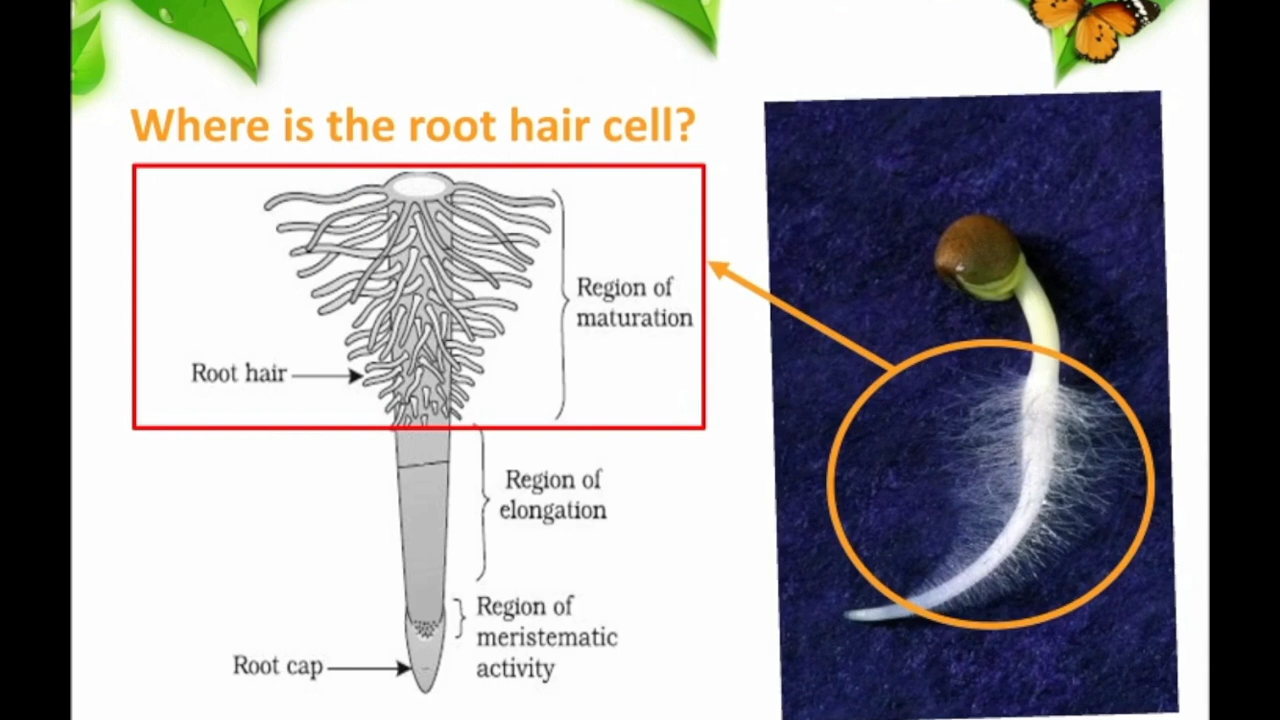 Where is the root hair cell?
Region of
maturation
Root hair
Region of
elongation
Region of
meristematic
activity
Root cap